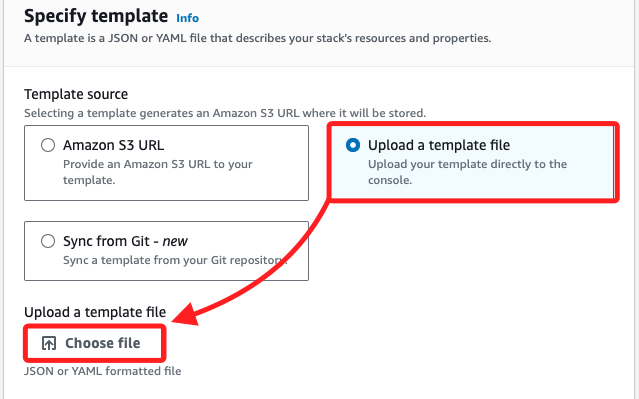 Specify template Info
A template is a JSON or YAML file that describes your stack's resources and properties.
Template source
Selecting a template generates an Amazon S3 URL where it will be stored.
Amazon S3 URL
Provide an Amazon S3 URL to your
template.
Upload a template file
Upload your template directly to the
console.
Sync from Git - new
Sync a template from your Git repository.
Upload a template file
Choose file
JSON or YAML formatted file